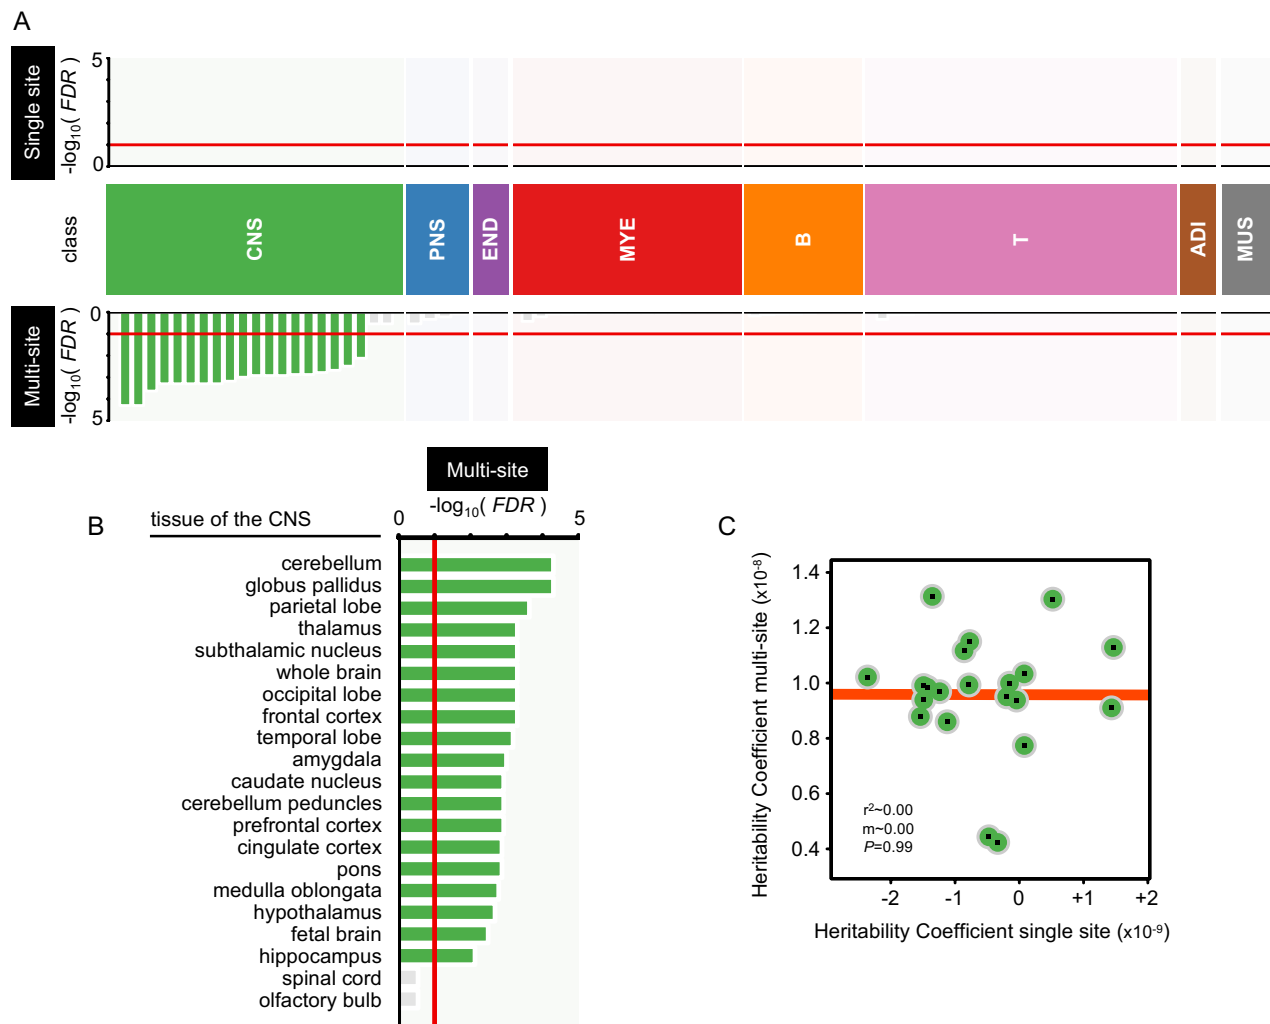 A
Single site
-log10( FDR )
5
0
class
CNS
PNS
END
MYE
B
T
ADI
MUS
Multi-site
-log10( FDR )
0
5
B
Multi-site
-log10( FDR )
tissue of the CNS
0
5
cerebellum
globus pallidus
parietal lobe
thalamus
subthalamic nucleus
whole brain
occipital lobe
frontal cortex
temporal lobe
amygdala
caudate nucleus
cerebellum peduncles
prefrontal cortex
cingulate cortex
pons
medulla oblongata
hypothalamus
fetal brain
hippocampus
spinal cord
olfactory bulb
C
Heritability Coefficient multi-site (x10-8)
1.4
1.2
1.0
0.8
0.6
0.4
r2~0.00
m~0.00
P=0.99
-2
-1
0
+1
+2
Heritability Coefficient single site (x10-9)